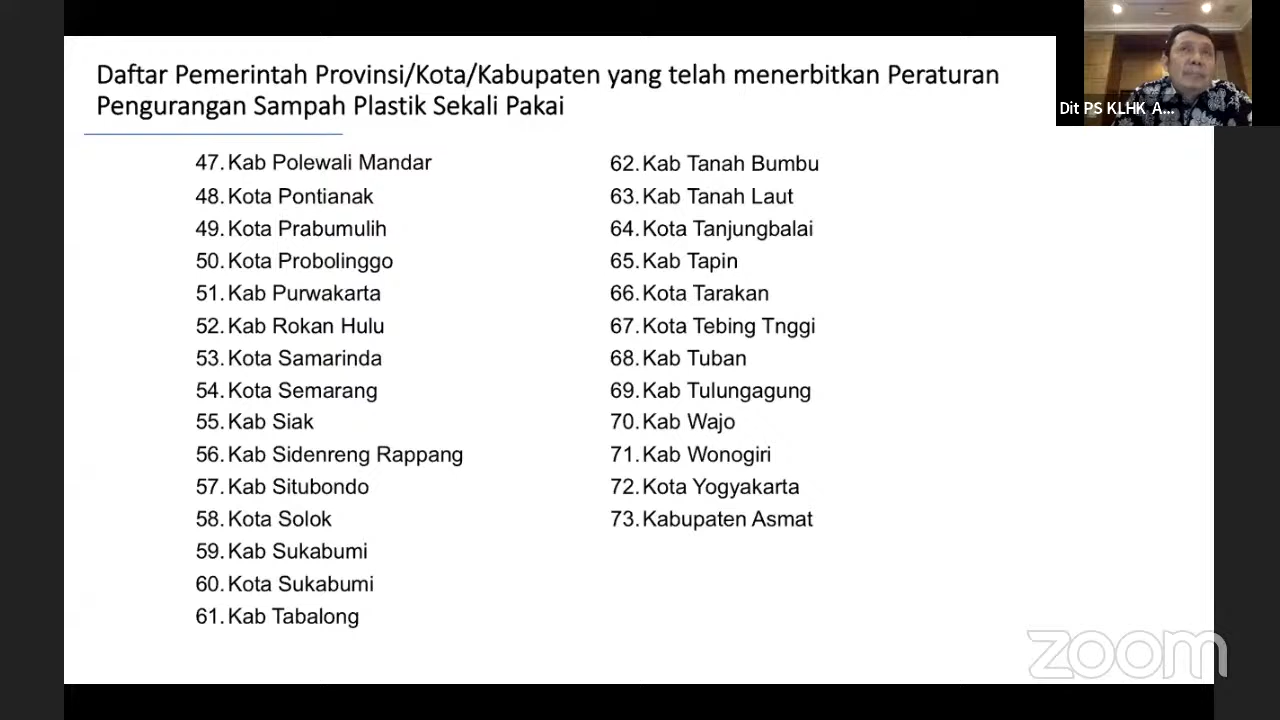 Daftar Pemerintah Provinsi/Kota/Kabupaten yang telah menerbitkan Peraturan
Pengurangan Sampah Plastik Sekali Pakai
47. Kab Polewali Mandar
48. Kota Pontianak
49. Kota Prabumulih
50. Kota Probolinggo
51. Kab Purwakarta
52. Kab Rokan Hulu
53. Kota Samarinda
54. Kota Semarang
55. Kab Siak
56. Kab Sidenreng Rappang
57. Kab Situbondo
58. Kota Solok
59. Kab Sukabumi
60. Kota Sukabumi
61. Kab Tabalong
62. Kab Tanah Bumbu
63. Kab Tanah Laut
64. Kota Tanjungbalai
65. Kab Tapin
66. Kota Tarakan
67. Kota Tebing Tnggi
68. Kab Tuban
69. Kab Tulungagung
70. Kab Wajo
71. Kab Wonogiri
72. Kota Yogyakarta
73. Kabupaten Asmat
Dit PS KLHK A...
zoom